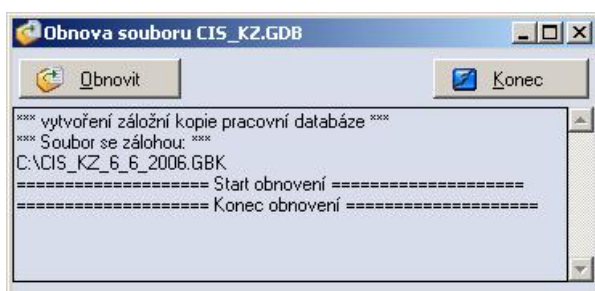 Obnova souboru CIS_KZ.GDB
Obnovit
Konec
*** vytvoření záložní kopie pracovní databáze ***
*** Soubor se zálohou: ***
C:\CIS_KZ_6_6_2006.GBK
==================== Start obnovení ====================
==================== Konec obnovení ====================